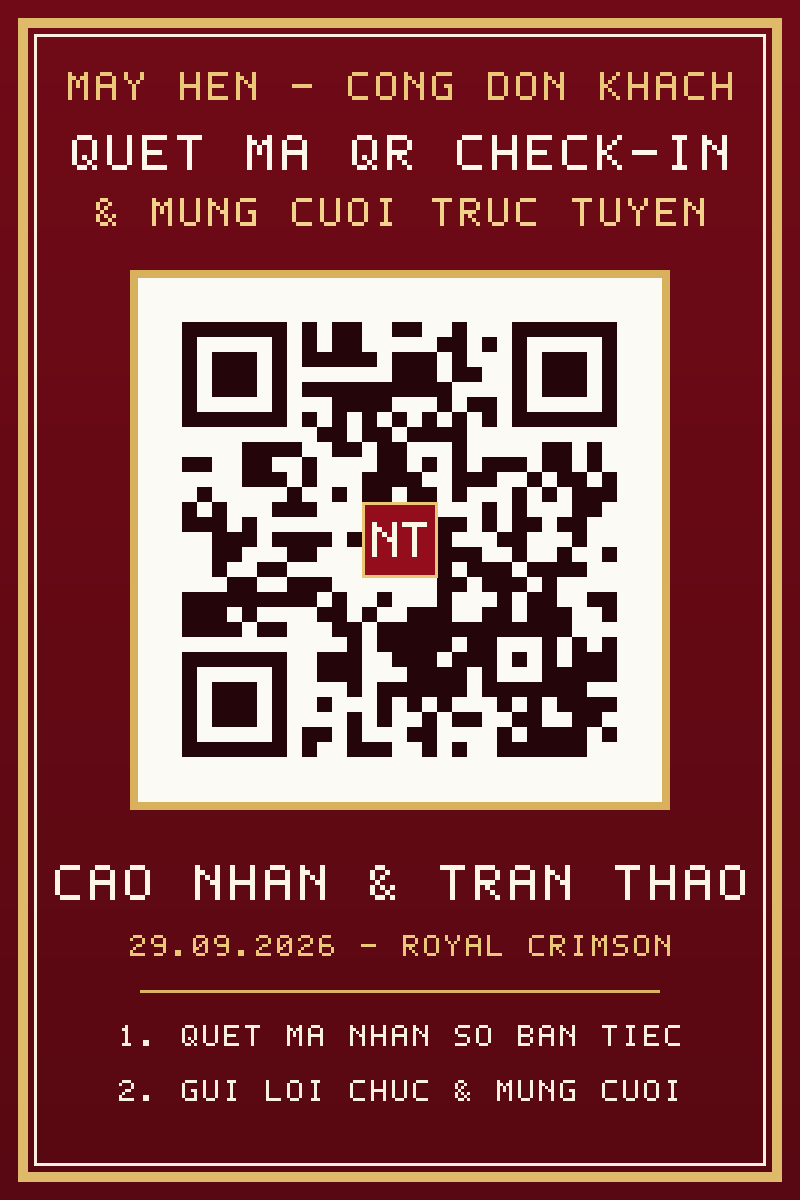 MAY HEN - CONG DON KHACH
QUET MA QR CHECK-IN
& MUNG CUOI TRUC TUYEN
NT
CAO NHAN & TRAN THAO
29.09.2026 - ROYAL CRIMSON
1. QUET MA NHAN SO BAN TIEC
2. GUI LOI CHUC & MUNG CUOI